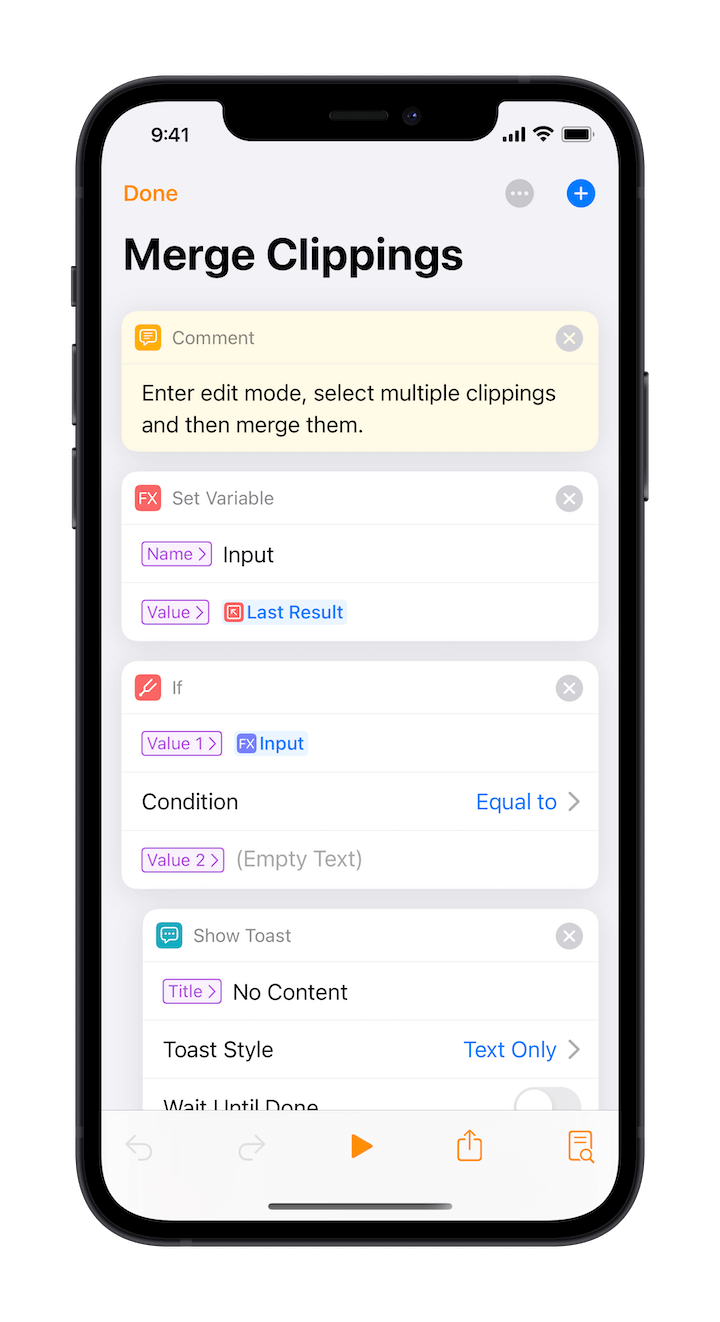 9:41
Done
Merge Clippings
Comment
Enter edit mode, select multiple clippings
and then merge them.
FX Set Variable
Name > Input
Value > Last Result
If
Value 1 > FX Input
Condition Equal to >
Value 2 > (Empty Text)
Show Toast
Title > No Content
Toast Style Text Only >
Wait Until Done